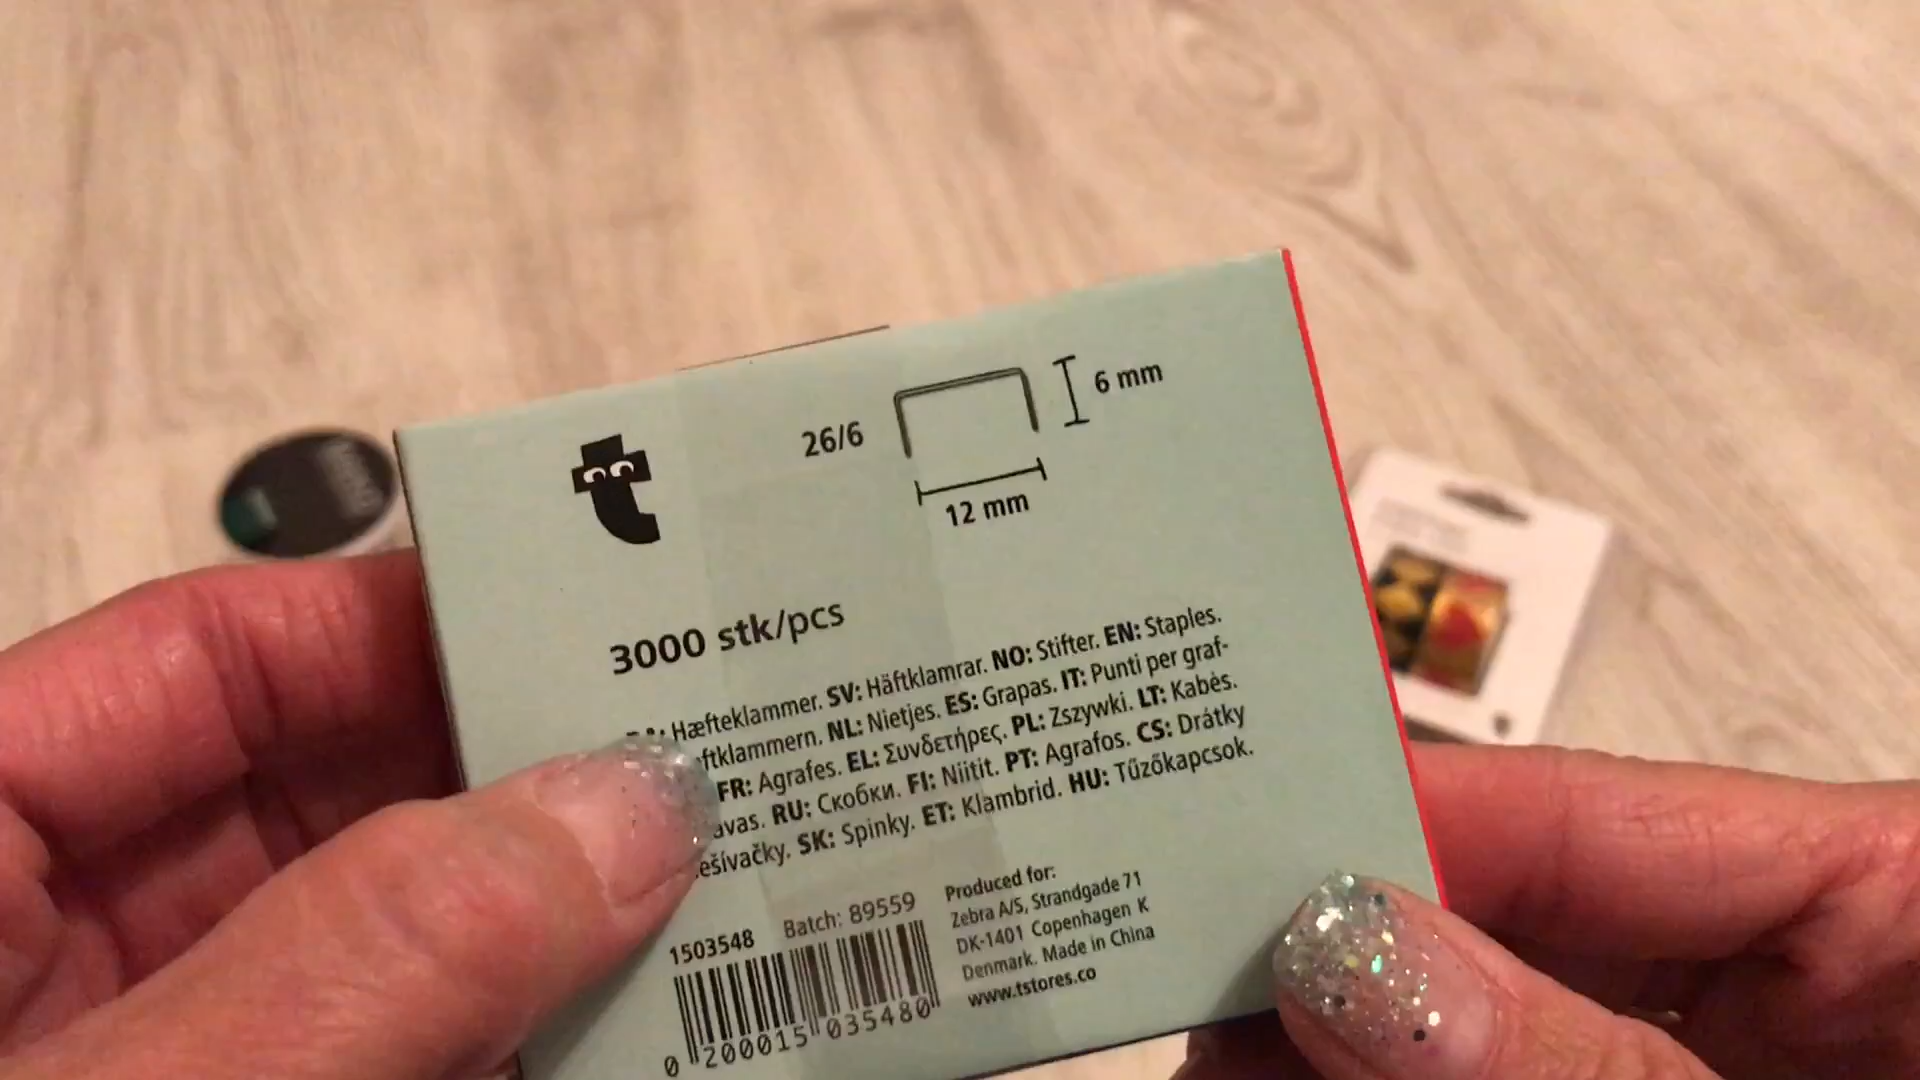 26/6
6 mm
12 mm
3000 stk/pcs
Hæfteklammer. SV: Häftklamrar. NO: Stifter. EN: Staples.
NL: Nietjes. ES: Grapas. IT: Punti per graf-
FR: Agrafes. EL: Συνδετήρες. PL: Zszywki. LT: Kabės.
RU: Скобки. FI: Niitit. PT: Agrafos. CS: Drátky
SK: Spinky. ET: Klambrid. HU: Tűzőkapcsok.
1503548
Batch: 89559
0 200015 035480
Produced for:
Zebra A/S, Strandgade 71
DK-1401 Copenhagen K
Denmark. Made in China
www.tstores.co